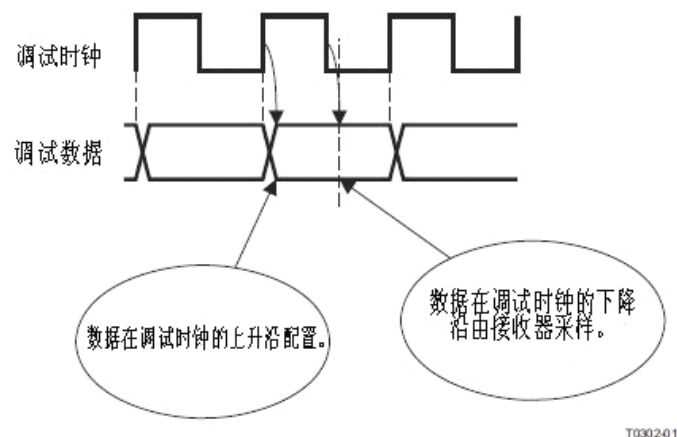 调试时钟
调试数据
数据在调试时钟的上升沿配置。
数据在调试时钟的下降
沿由接收器采样。
T0302-01